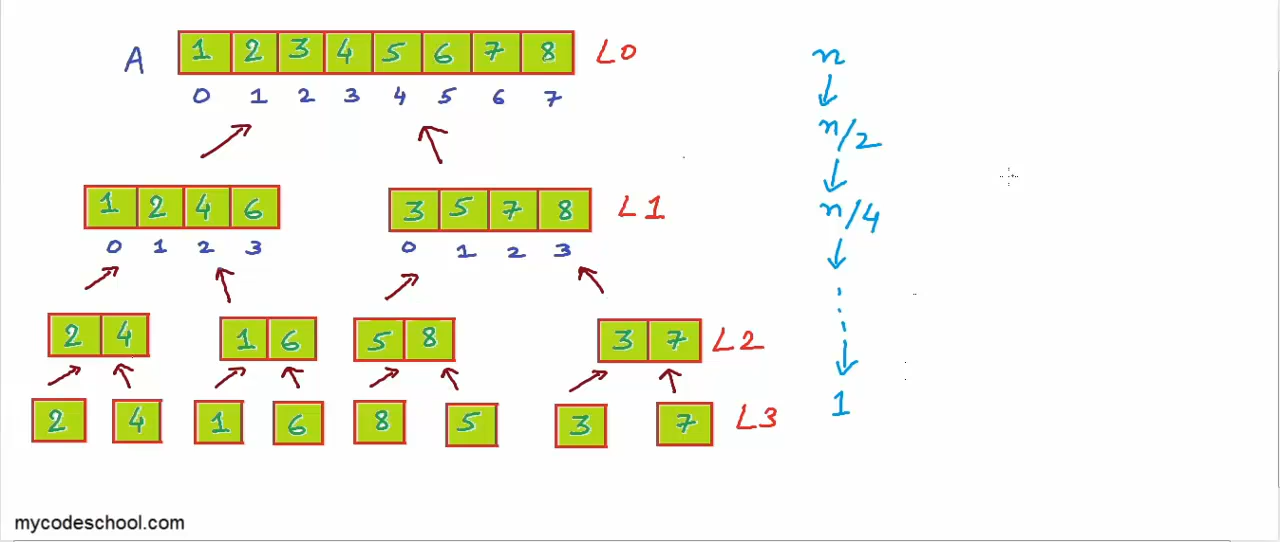 A 1 2 3 4 5 6 7 8 L0 n
0 1 2 3 4 5 6 7
n/2
1 2 4 6 3 5 7 8 L1 n/4
0 1 2 3 0 1 2 3
2 4 1 6 5 8 3 7 L2
2 4 1 6 8 5 3 7 L3 1
mycodeschool.com